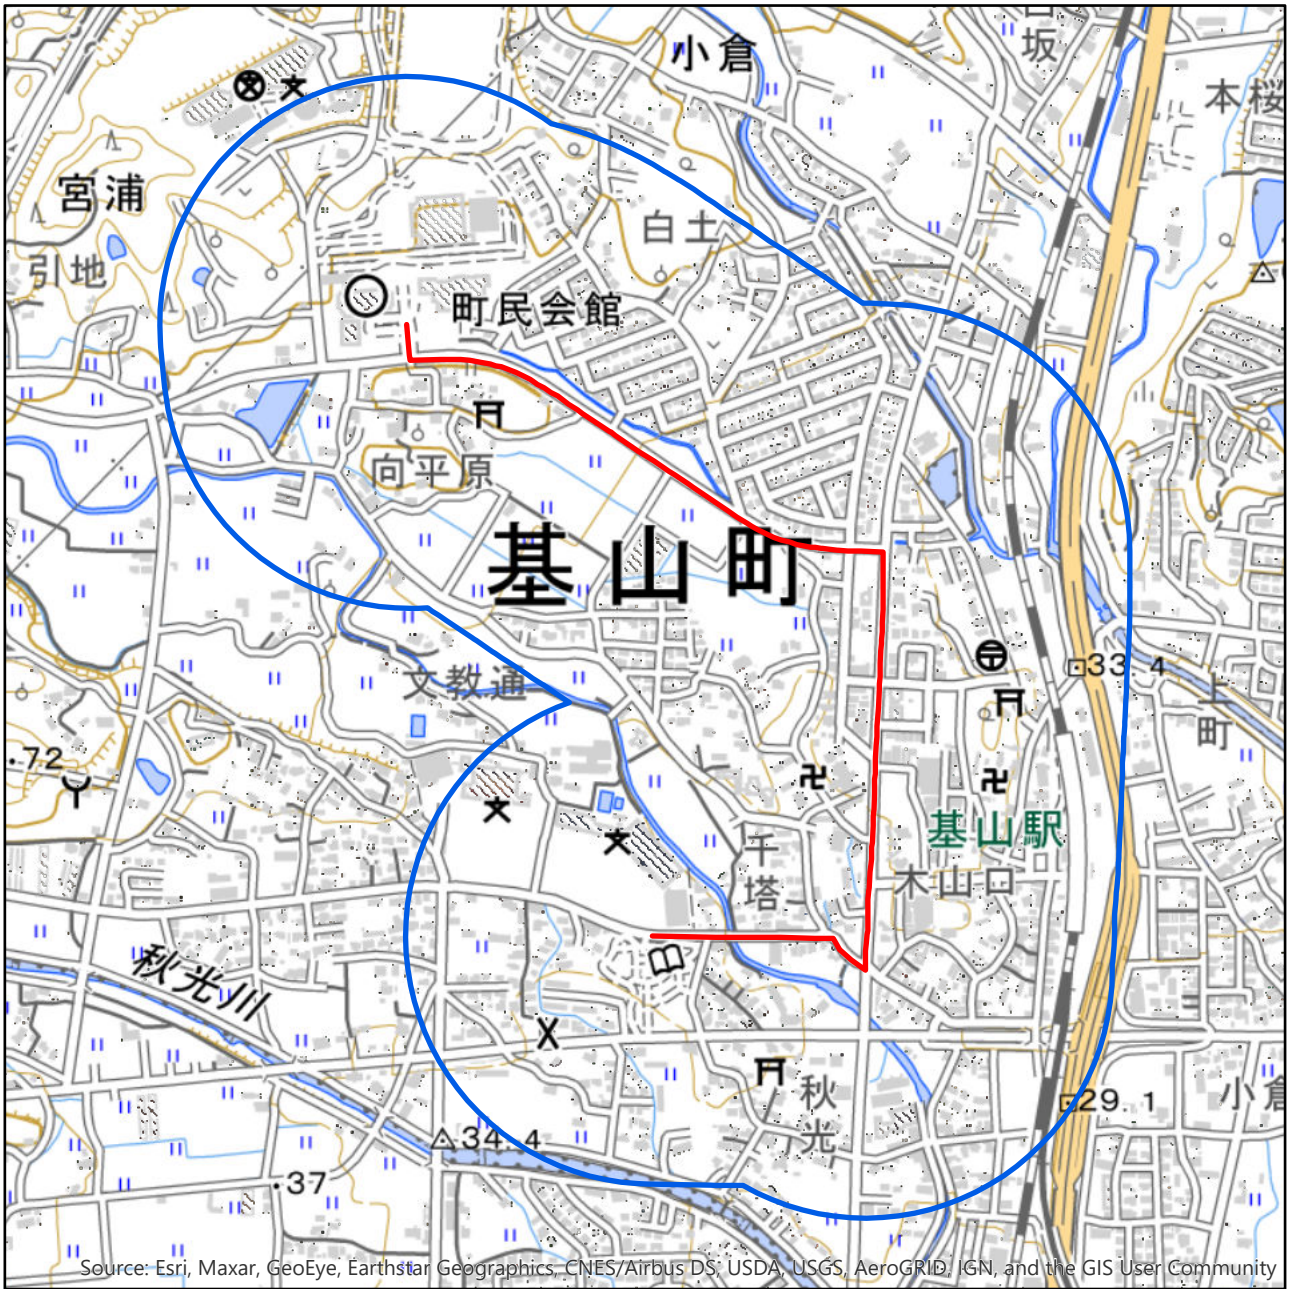 小倉
白坂
本桜
宮浦
白土
引地
町民会館
向平原
基山町
33.4
文教通
上町
72
基山駅
千塔
木山口
秋光川
秋光
29.1
小倉
34.4
37
Source: Esri, Maxar, GeoEye, Earthstar Geographics, CNES/Airbus DS, USDA, USGS, AeroGRID, IGN, and the GIS User Community